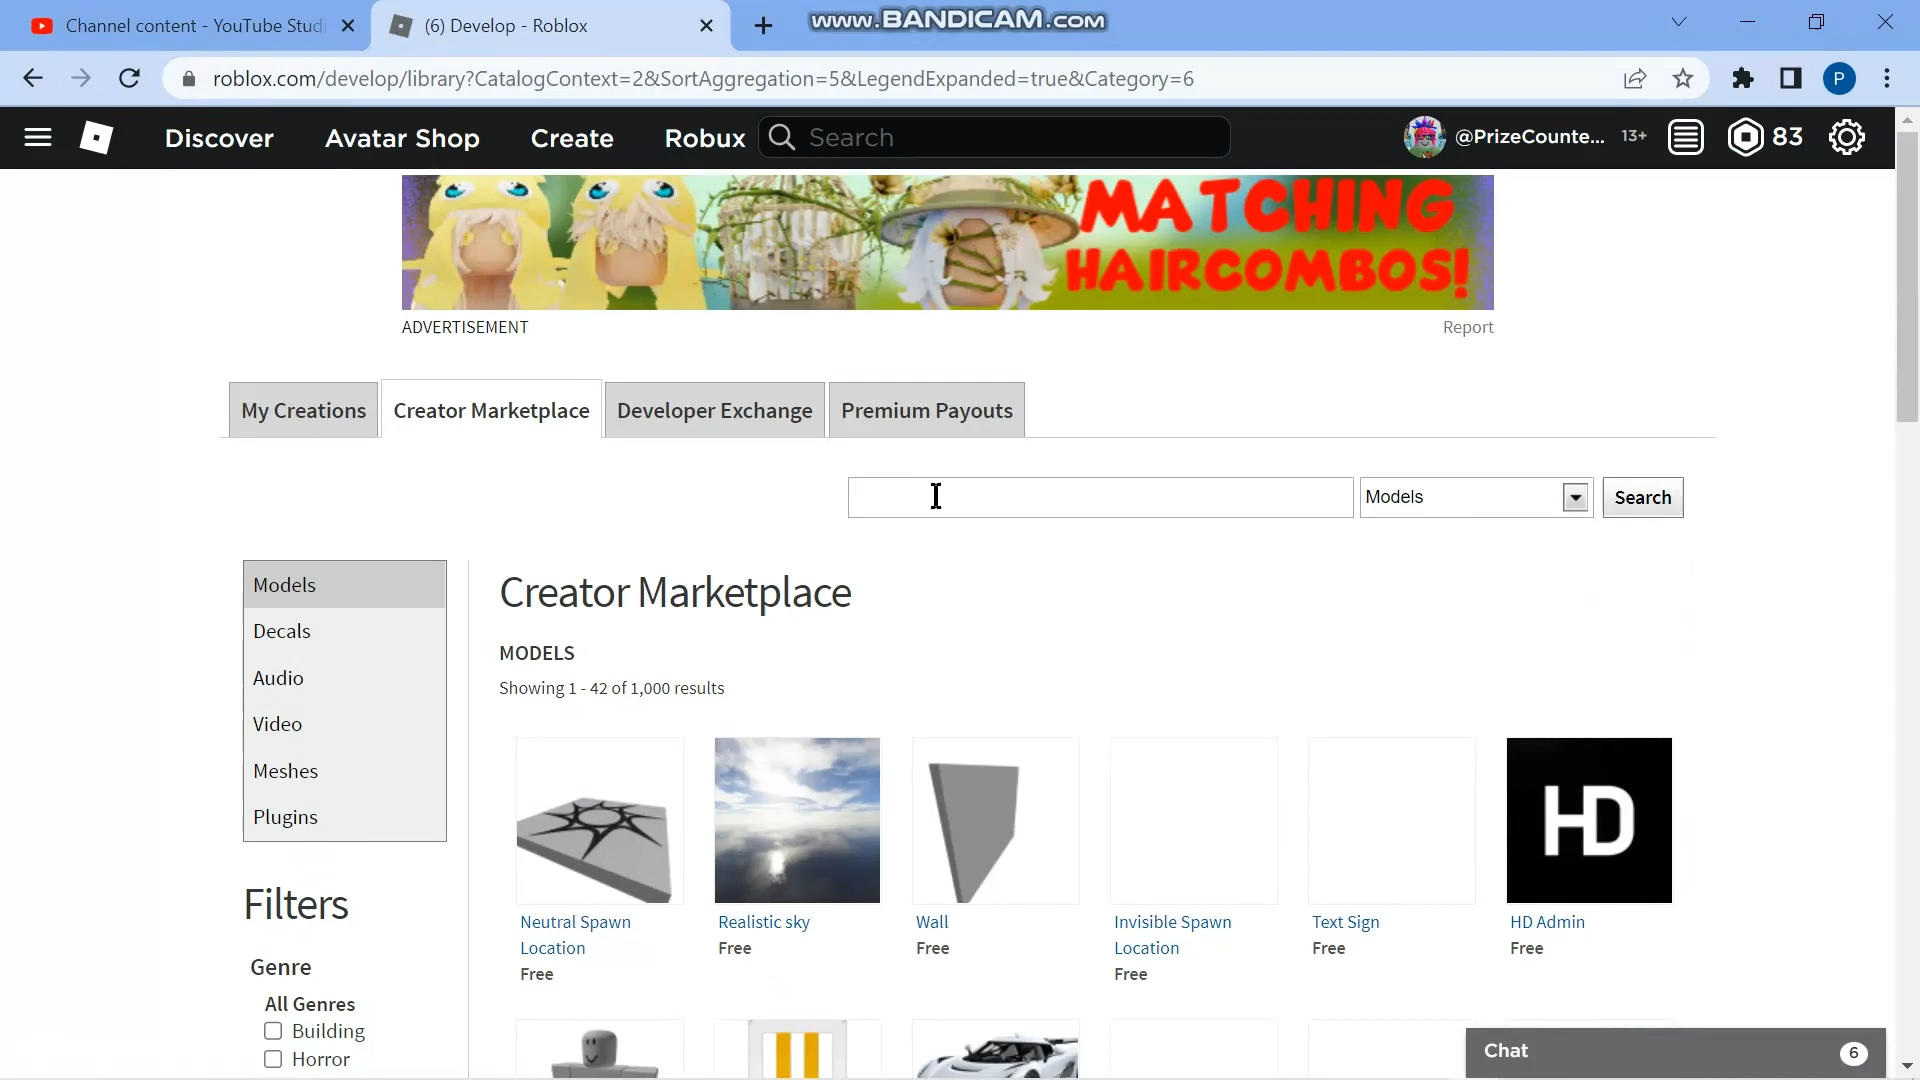 Channel content - YouTube Studi
(6) Develop - Roblox
www.BANDICAM.com
roblox.com/develop/library?CatalogContext=2&SortAggregation=5&LegendExpanded=true&Category=6
P
Discover
Avatar Shop
Create
Robux
Search
@PrizeCounte...
13+
83
MATCHING
HAIRCOMBOS!
ADVERTISEMENT
Report
My Creations
Creator Marketplace
Developer Exchange
Premium Payouts
Models
Search
Models
Decals
Audio
Video
Meshes
Plugins
Filters
Genre
All Genres
Building
Horror
Creator Marketplace
MODELS
Showing 1 - 42 of 1,000 results
HD
Neutral Spawn
Location
Free
Realistic sky
Free
Wall
Free
Invisible Spawn
Location
Free
Text Sign
Free
HD Admin
Free
Chat
6